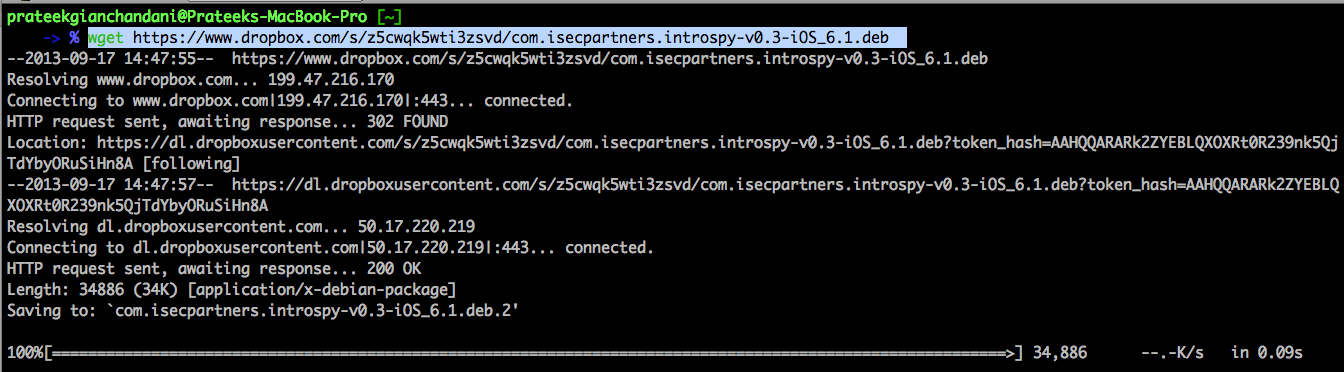 prateekgianchandani@Prateeks-MacBook-Pro [~]
-> % wget https://www.dropbox.com/s/z5cwqk5wti3zsvd/com.isecpartners.introspy-v0.3-iOS_6.1.deb
--2013-09-17 14:47:55--  https://www.dropbox.com/s/z5cwqk5wti3zsvd/com.isecpartners.introspy-v0.3-iOS_6.1.deb
Resolving www.dropbox.com... 199.47.216.170
Connecting to www.dropbox.com|199.47.216.170|:443... connected.
HTTP request sent, awaiting response... 302 FOUND
Location: https://dl.dropboxusercontent.com/s/z5cwqk5wti3zsvd/com.isecpartners.introspy-v0.3-iOS_6.1.deb?token_hash=AAHQQARARk2ZYEBLQXOXRt0R239nk5Qj
TdYbyORuSiHn8A [following]
--2013-09-17 14:47:57--  https://dl.dropboxusercontent.com/s/z5cwqk5wti3zsvd/com.isecpartners.introspy-v0.3-iOS_6.1.deb?token_hash=AAHQQARARk2ZYEBLQ
XOXRt0R239nk5QjTdYbyORuSiHn8A
Resolving dl.dropboxusercontent.com... 50.17.220.219
Connecting to dl.dropboxusercontent.com|50.17.220.219|:443... connected.
HTTP request sent, awaiting response... 200 OK
Length: 34886 (34K) [application/x-debian-package]
Saving to: `com.isecpartners.introspy-v0.3-iOS_6.1.deb.2'
100%[==============================================================================================>] 34,886      --.-K/s   in 0.09s